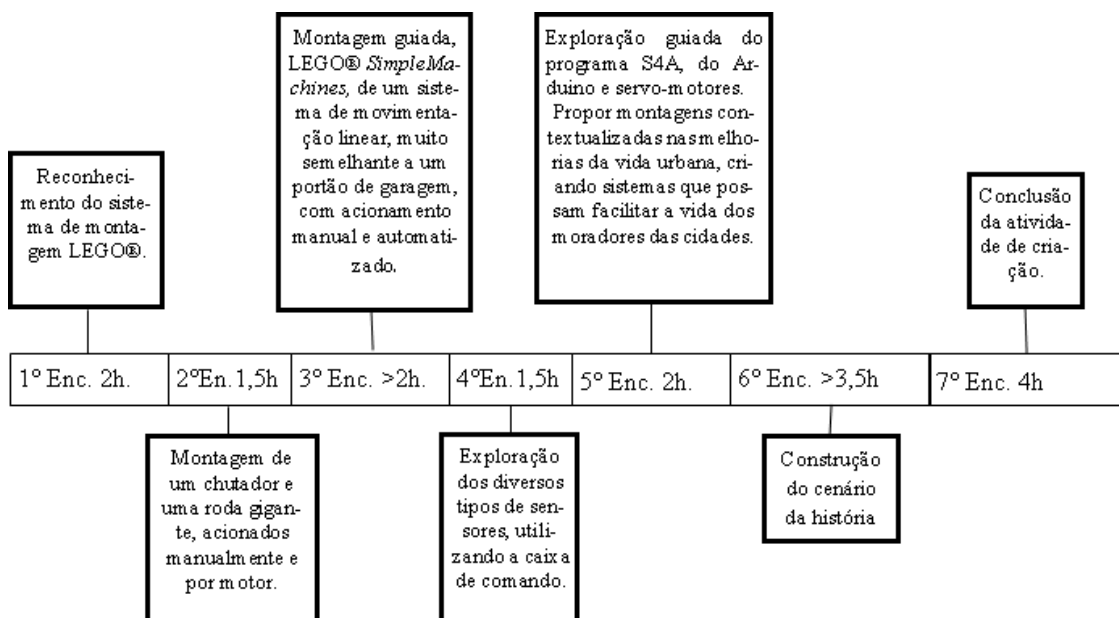 Reconheci-
mento do siste-
ma de monta-
gem LEGO®.
Montagem guiada,
LEGO® SimpleMa-
chines, de um siste-
ma de movimenta-
ção linear, muito
semelhante a um
portão de garagem,
com acionamento
manual e automati-
zado.
Exploração guiada do
programa S4A, do Ar-
duino e servo-motores.
Propor montagens con-
textualizadas nas melho-
rias da vida urbana, cri-
ando sistemas que pos-
sam facilitar a vida dos
moradores das cidades.
Conclusão
da ativida-
de de cria-
ção.
1º Enc. 2h.
2ºEn.1,5h
3º Enc. >2h.
4ºEn.1,5h
5º Enc. 2h.
6º Enc. >3,5h
7º Enc. 4h
Montagem de
um chutador e
uma roda gigan-
te, acionados
manualmente e
por motor.
Exploração
dos diversos
tipos de sen-
sores, utili-
zando a caixa
de comando.
Construção
do cenário
da história